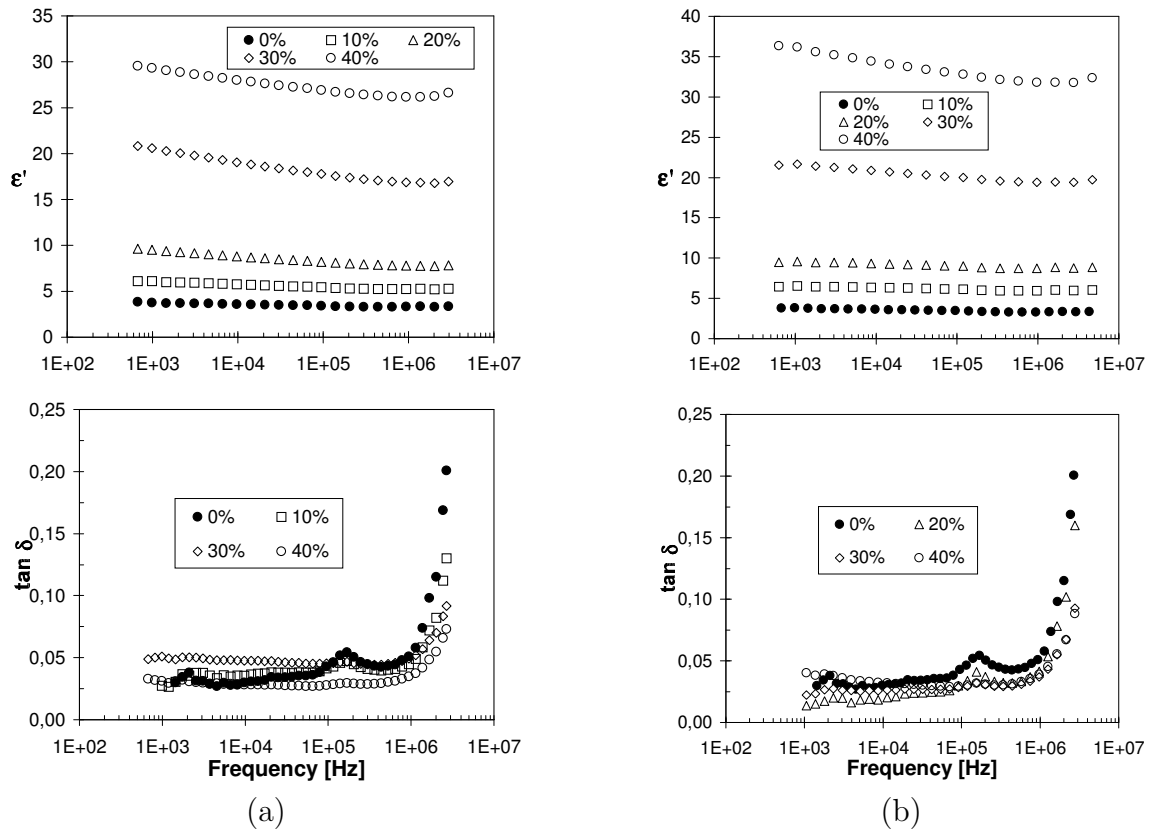 35
30
25
20
15
10
5
0
ε'
● 0% □ 10% △ 20%
◇ 30% ○ 40%
1E+02 1E+03 1E+04 1E+05 1E+06 1E+07
40
35
30
25
20
15
10
5
0
ε'
● 0% □ 10%
△ 20% ◇ 30%
○ 40%
1E+02 1E+03 1E+04 1E+05 1E+06 1E+07
0,25
0,20
0,15
0,10
0,05
0,00
tan δ
● 0% □ 10%
◇ 30% ○ 40%
1E+02 1E+03 1E+04 1E+05 1E+06 1E+07
Frequency [Hz]
(a)
0,25
0,20
0,15
0,10
0,05
0,00
tan δ
● 0% △ 20%
◇ 30% ○ 40%
1E+02 1E+03 1E+04 1E+05 1E+06 1E+07
Frequency [Hz]
(b)